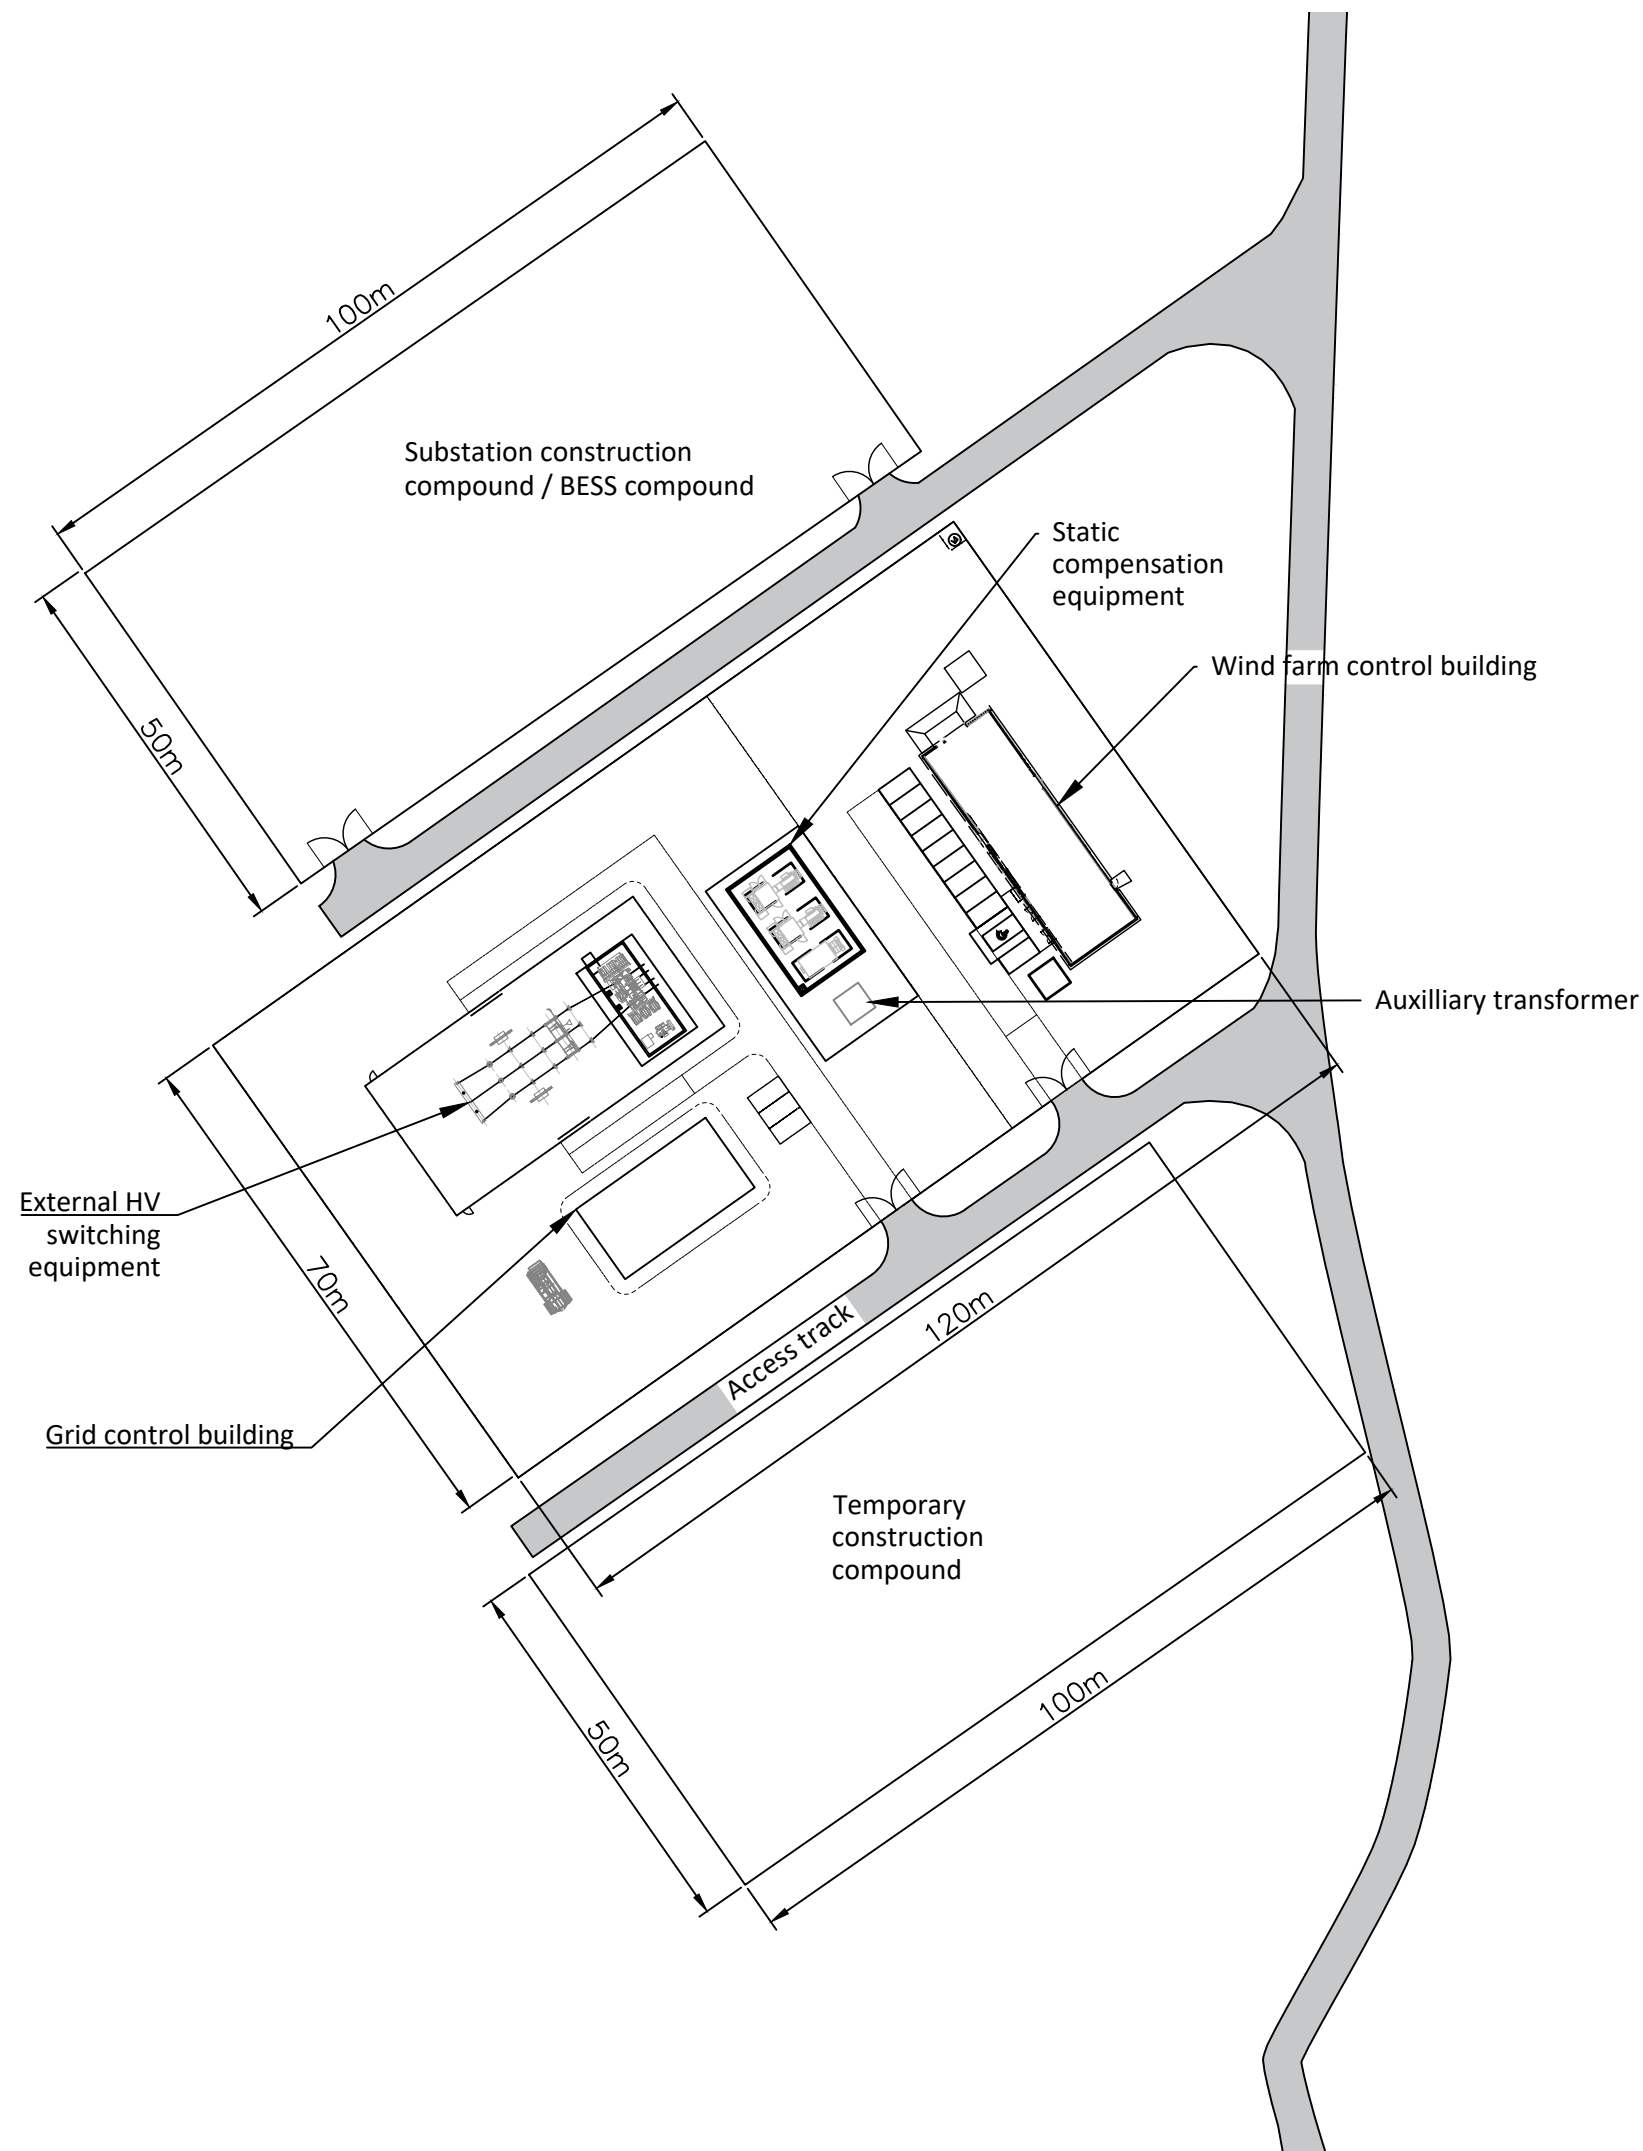 100m
Substation construction
compound / BESS compound
Static
compensation
equipment
Wind farm control building
50m
Auxilliary transformer
External HV
switching
equipment
70m
120m
Access track
Grid control building
Temporary
construction
compound
100m
50m